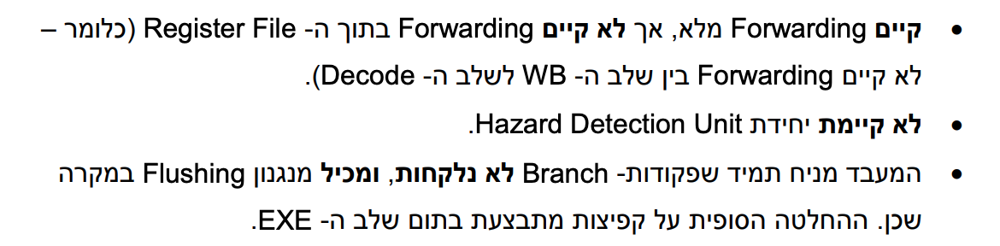 • קיים Forwarding מלא, אך לא קיים Forwarding בתוך ה- Register File (כלומר –
לא קיים Forwarding בין שלב ה- WB לשלב ה- Decode).
• לא קיימת יחידת Hazard Detection Unit.
• המעבד מניח תמיד שפקודות- Branch לא נלקחות, ומכיל מנגנון Flushing במקרה
שכן. ההחלטה הסופית על קפיצות מתבצעת בתום שלב ה- EXE.